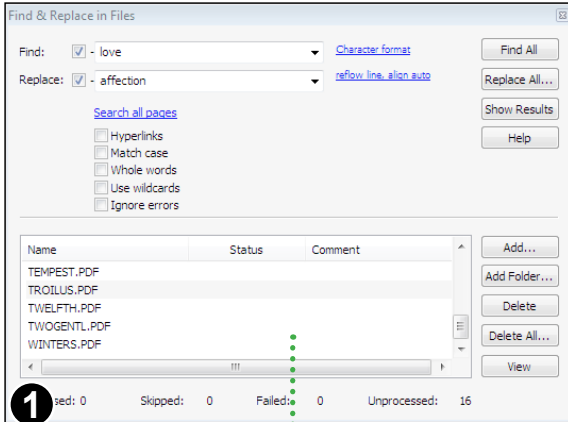 Find & Replace in Files
Find: - love Character format Find All
Replace: - affection reflow line, align auto Replace All...
Show Results
Search all pages
Help
Hyperlinks
Match case
Whole words
Use wildcards
Ignore errors
Name Status Comment Add...
TEMPEST.PDF
TROILUS.PDF Add Folder...
TWELFTH.PDF Delete
TWOGENTL.PDF
WINTERS.PDF Delete All...
View
1 sed: 0 Skipped: 0 Failed: 0 Unprocessed: 16